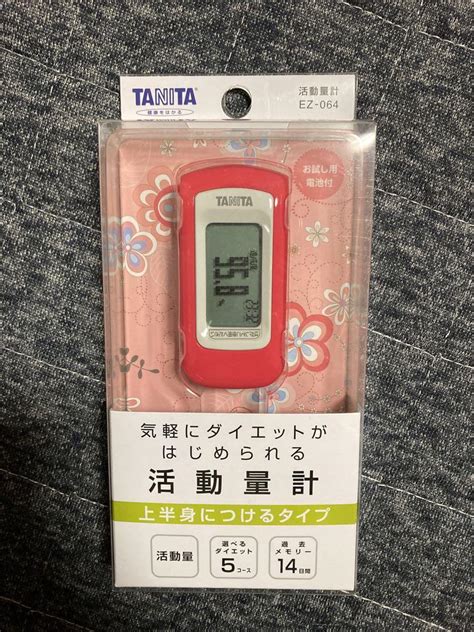 TANITA
健康をはかる
活動量計
EZ-064
お試し用
電池付
TANITA
気軽にダイエットが
はじめられる
活動量計
上半身につけるタイプ
活動量
選べる
ダイエット
5コース
過去
メモリー
14日間